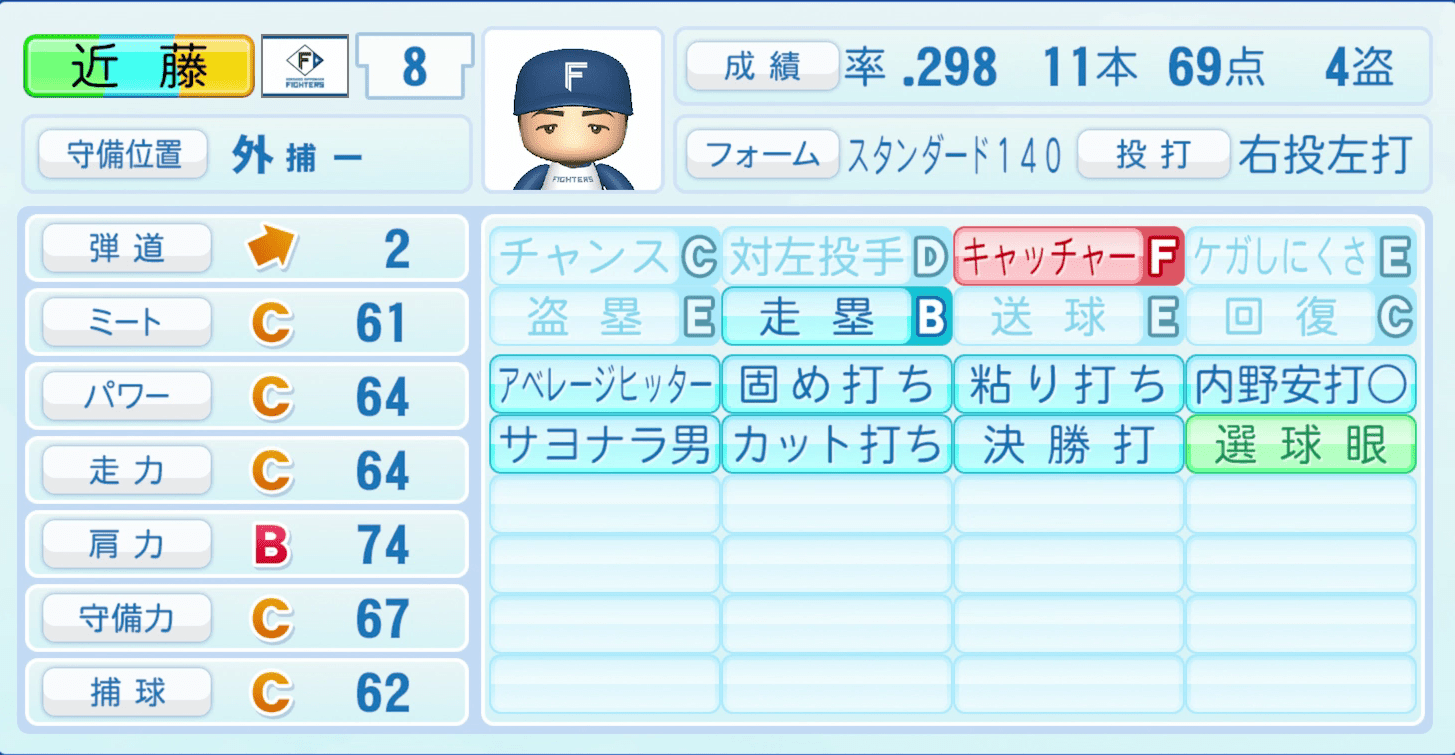 近藤 F FIGHTERS 8
成績 率 .298 11本 69点 4盗
守備位置 外 捕 一
F
FIGHTERS
フォーム スタンダード140 投打 右投左打
弾道 2
ミート C 61
パワー C 64
走力 C 64
肩力 B 74
守備力 C 67
捕球 C 62
チャンス C 対左投手 D キャッチャー F ケガしにくさ E
盗塁 E 走塁 B 送球 E 回復 C
アベレージヒッター 固め打ち 粘り打ち 内野安打〇
サヨナラ男 カット打ち 決勝打 選球眼